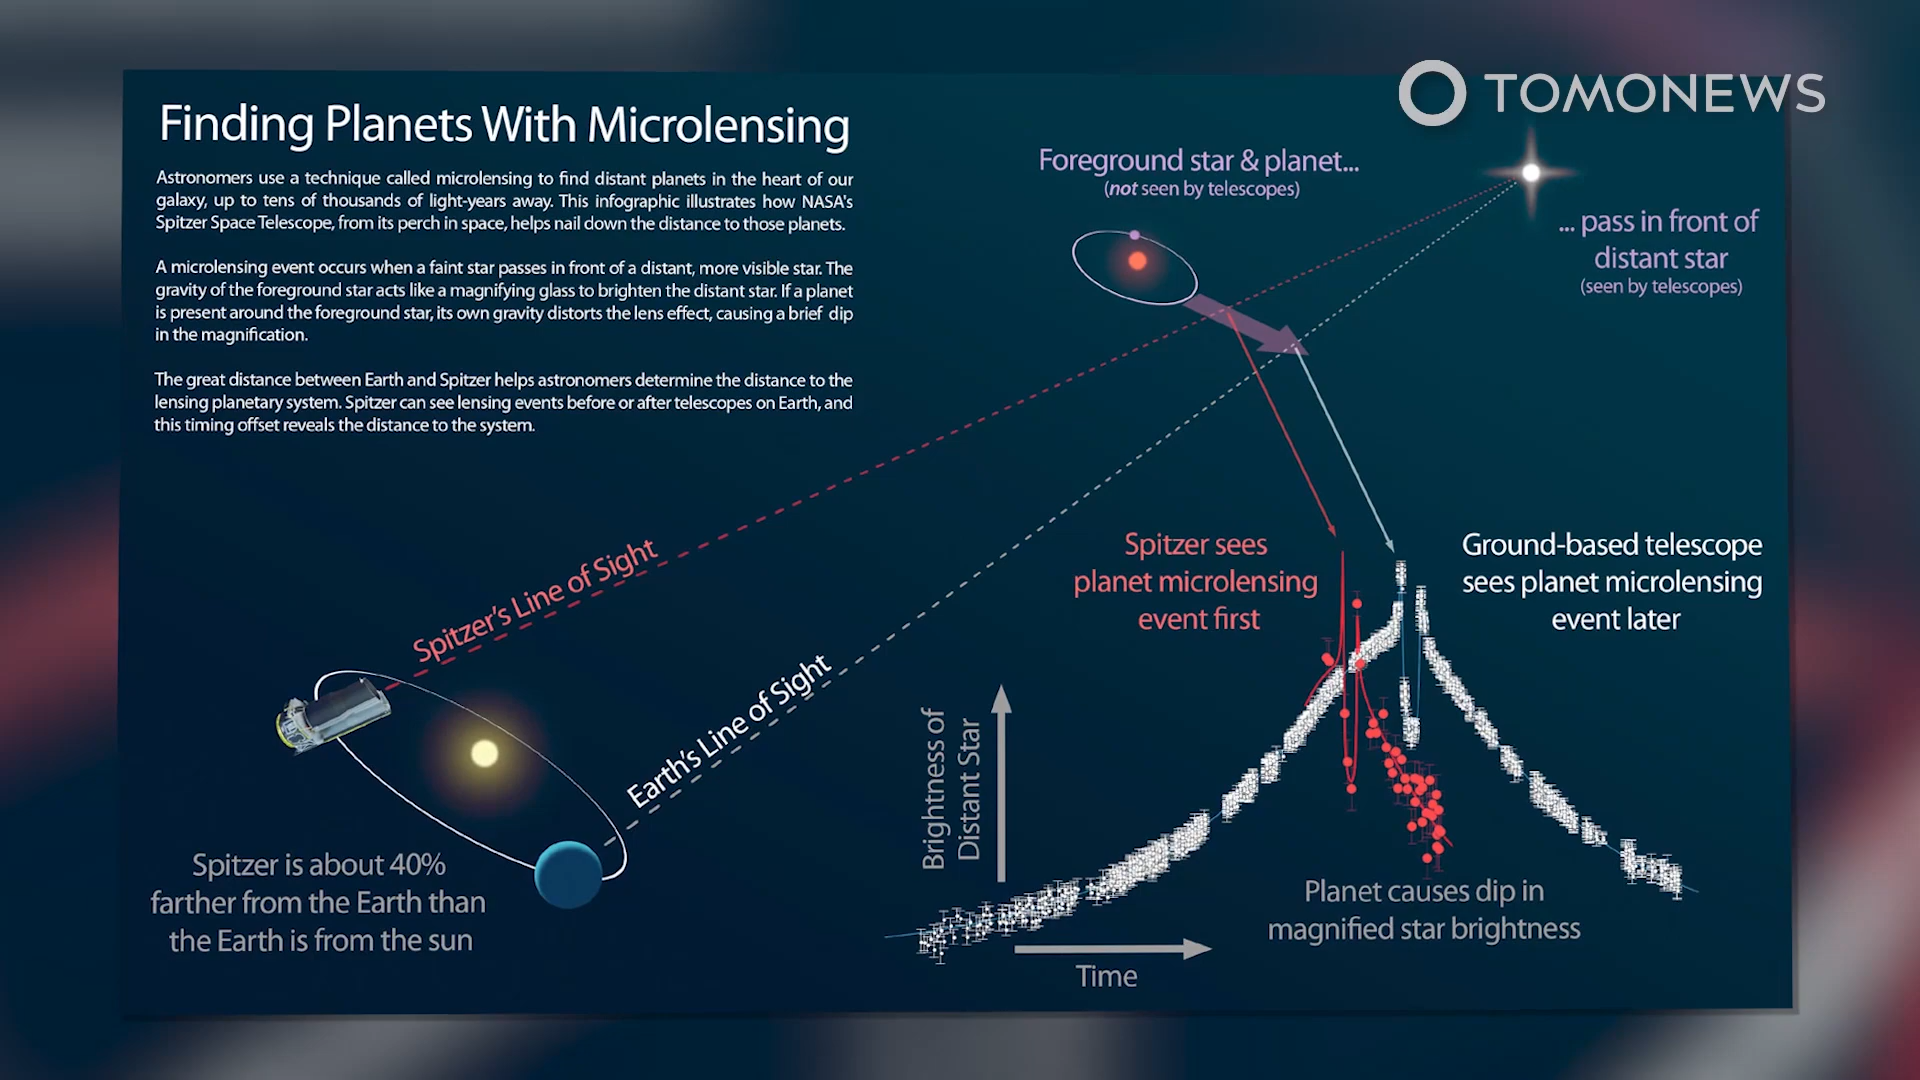 TOMONEWS
Finding Planets With Microlensing
Astronomers use a technique called microlensing to find distant planets in the heart of our
galaxy, up to tens of thousands of light-years away. This infographic illustrates how NASA's
Spitzer Space Telescope, from its perch in space, helps nail down the distance to those planets.
A microlensing event occurs when a faint star passes in front of a distant, more visible star. The
gravity of the foreground star acts like a magnifying glass to brighten the distant star. If a planet
is present around the foreground star, its own gravity distorts the lens effect, causing a brief dip
in the magnification.
The great distance between Earth and Spitzer helps astronomers determine the distance to the
lensing planetary system. Spitzer can see lensing events before or after telescopes on Earth, and
this timing offset reveals the distance to the system.
Foreground star & planet...
(not seen by telescopes)
... pass in front of
distant star
(seen by telescopes)
Spitzer's Line of Sight
Earth's Line of Sight
Spitzer sees
planet microlensing
event first
Ground-based telescope
sees planet microlensing
event later
Spitzer is about 40%
farther from the Earth than
the Earth is from the sun
Brightness of
Distant Star
Time
Planet causes dip in
magnified star brightness